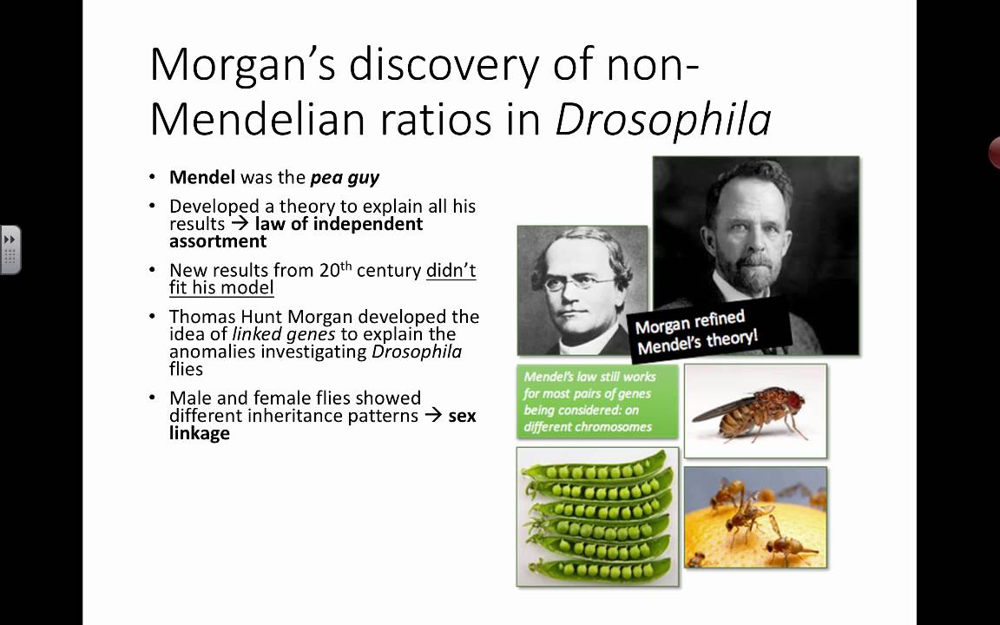 Morgan’s discovery of non-
Mendelian ratios in Drosophila
• Mendel was the pea guy
• Developed a theory to explain all his
results → law of independent
assortment
• New results from 20th century didn’t
fit his model
• Thomas Hunt Morgan developed the
idea of linked genes to explain the
anomalies investigating Drosophila
flies
• Male and female flies showed
different inheritance patterns → sex
linkage
Morgan refined
Mendel’s theory!
Mendel’s law still works
for most pairs of genes
being considered: on
different chromosomes